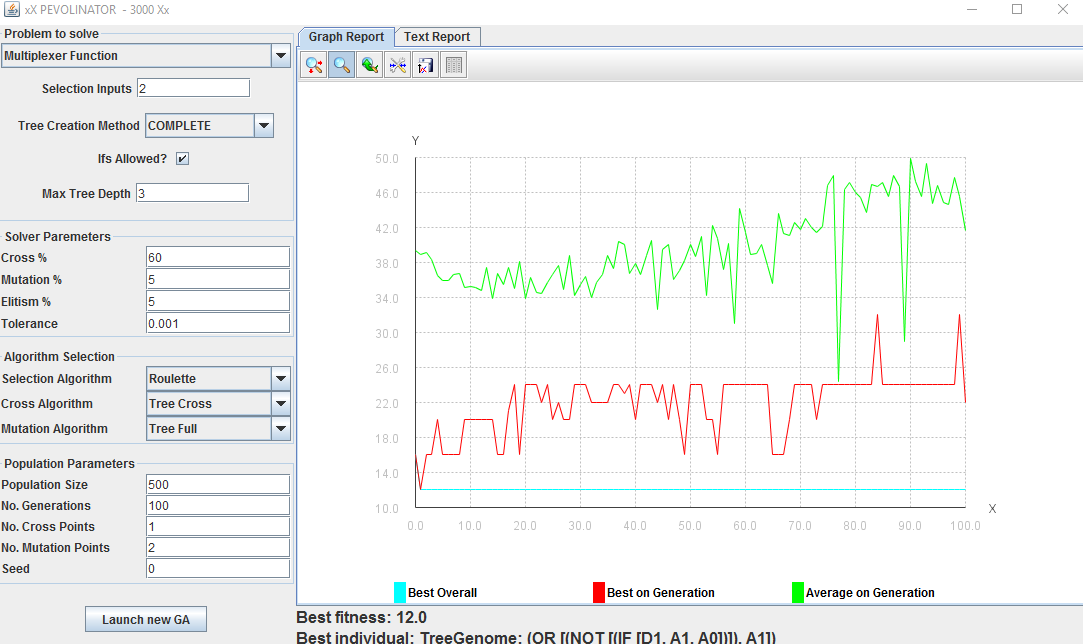 xX PEVOLINATOR - 3000 Xx
Problem to solve
Multiplexer Function
Selection Inputs 2
Tree Creation Method COMPLETE
Ifs Allowed?
Max Tree Depth 3
Solver Paremeters
Cross % 60
Mutation % 5
Elitism % 5
Tolerance 0.001
Algorithm Selection
Selection Algorithm Roulette
Cross Algorithm Tree Cross
Mutation Algorithm Tree Full
Population Parameters
Population Size 500
No. Generations 100
No. Cross Points 1
No. Mutation Points 2
Seed 0
Launch new GA
Graph Report Text Report
Y
50.0
46.0
42.0
38.0
34.0
30.0
26.0
22.0
18.0
14.0
10.0
0.0 10.0 20.0 30.0 40.0 50.0 60.0 70.0 80.0 90.0 100.0
X
Best Overall Best on Generation Average on Generation
Best fitness: 12.0
Best individual: TreeGenome: (OR [(NOT [(IF [D1, A1, A0])]), A1])